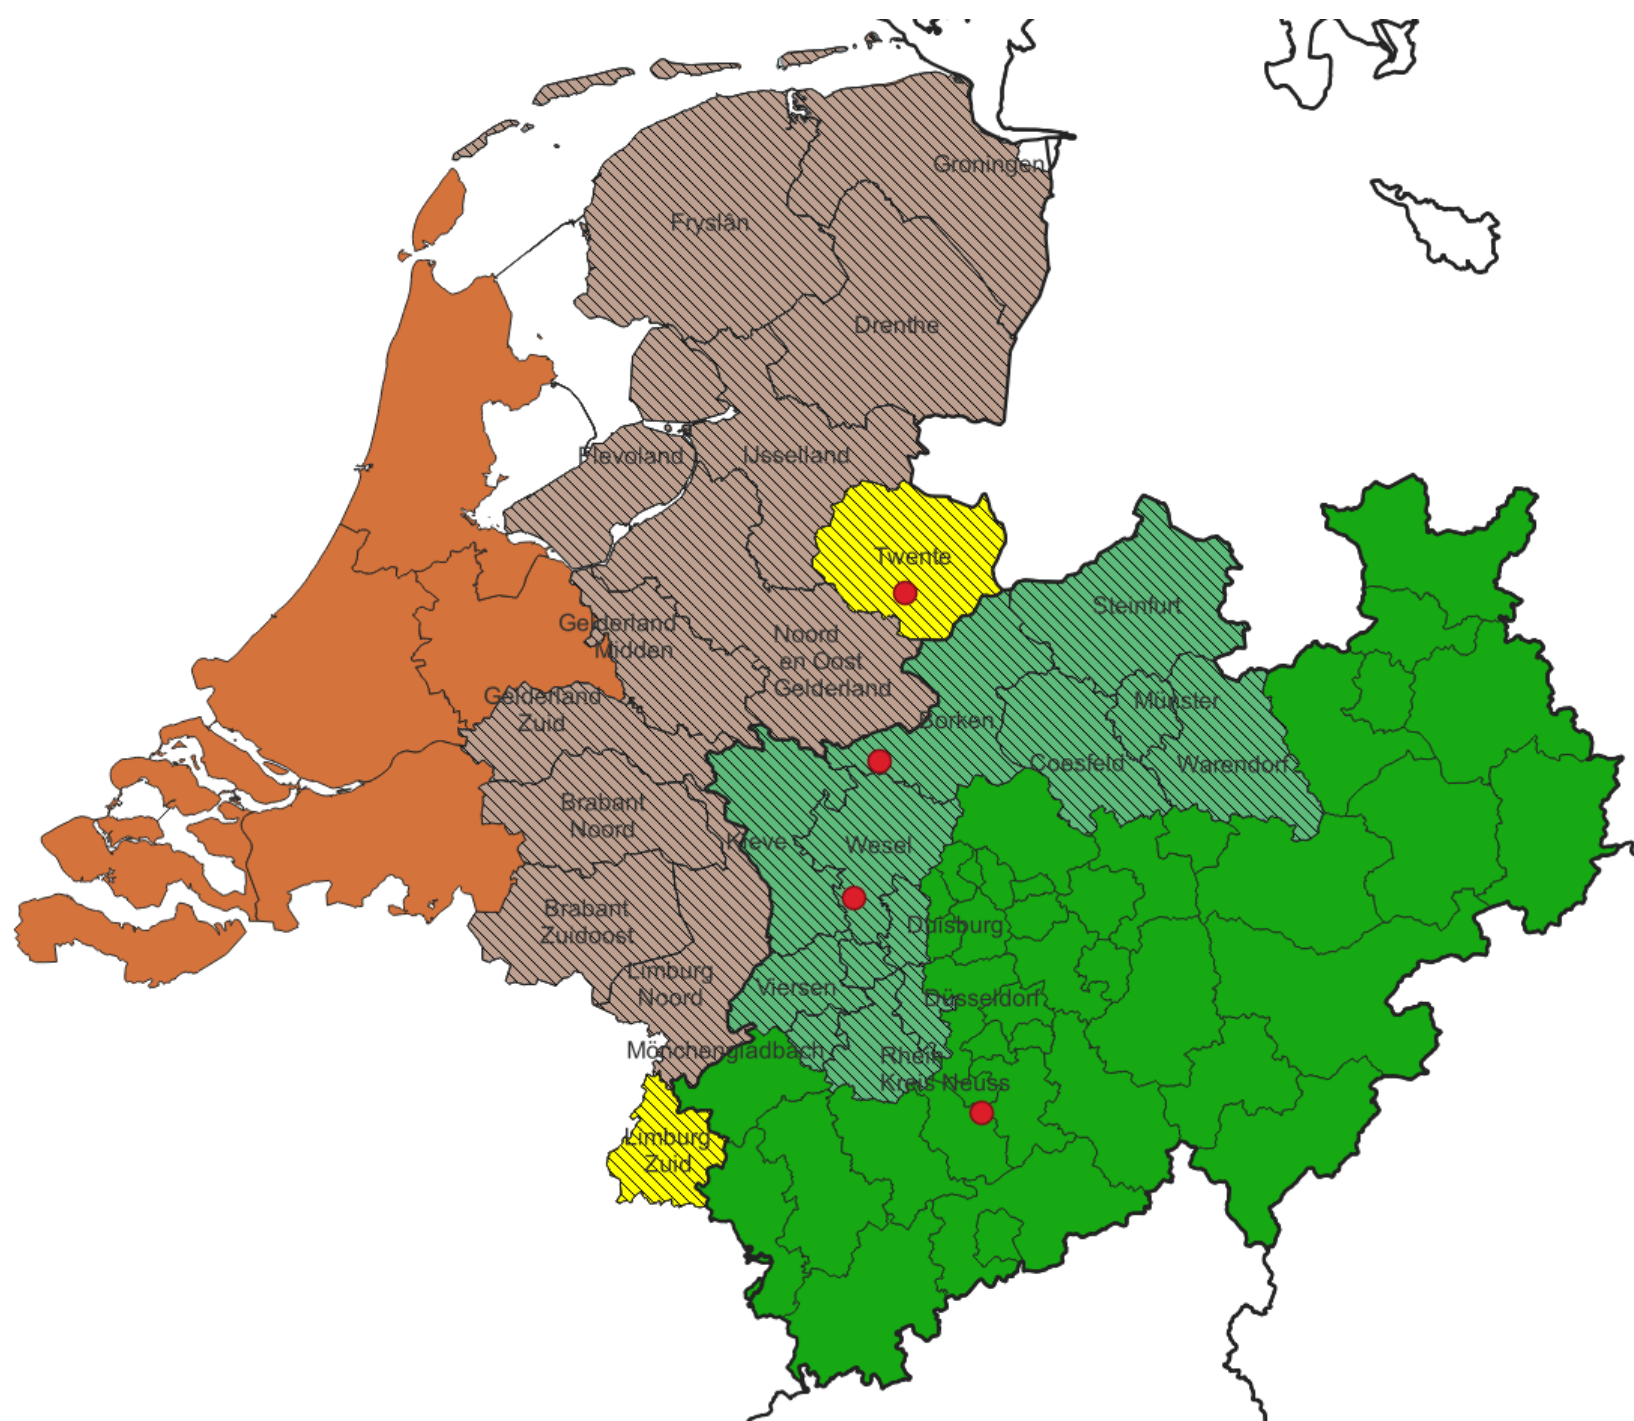 Groningen
Fryslân
Drenthe
Flevoland
IJsselland
Twente
Steinfurt
Gelderland
Midden
Noord
en Oost
Gelderland
Gelderland
Zuid
Münster
Borken
Coesfeld
Warendorf
Brabant
Noord
Kleve
Wesel
Brabant
Zuidoost
Duisburg
Limburg
Noord
Viersen
Düsseldorf
Mönchengladbach
Rhein
Kreis Neuss
Limburg
Zuid